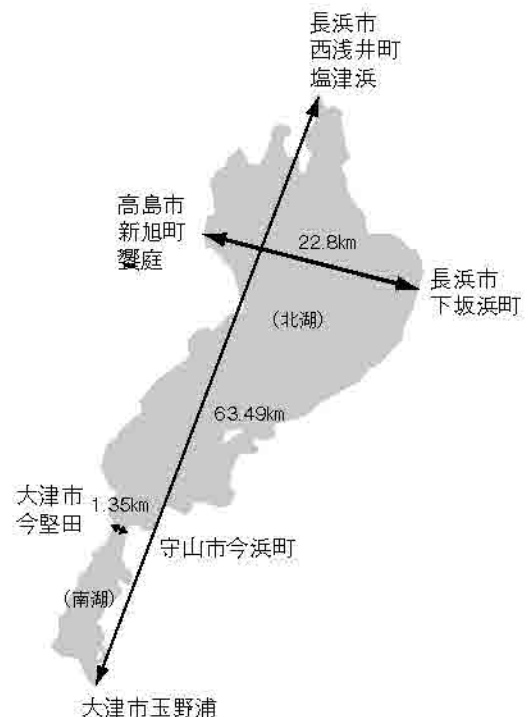 長浜市
西浅井町
塩津浜
高島市
新旭町
饗庭
22.8km
長浜市
下坂浜町
(北湖)
63.49km
大津市
今堅田
1.35km
守山市今浜町
(南湖)
大津市玉野浦